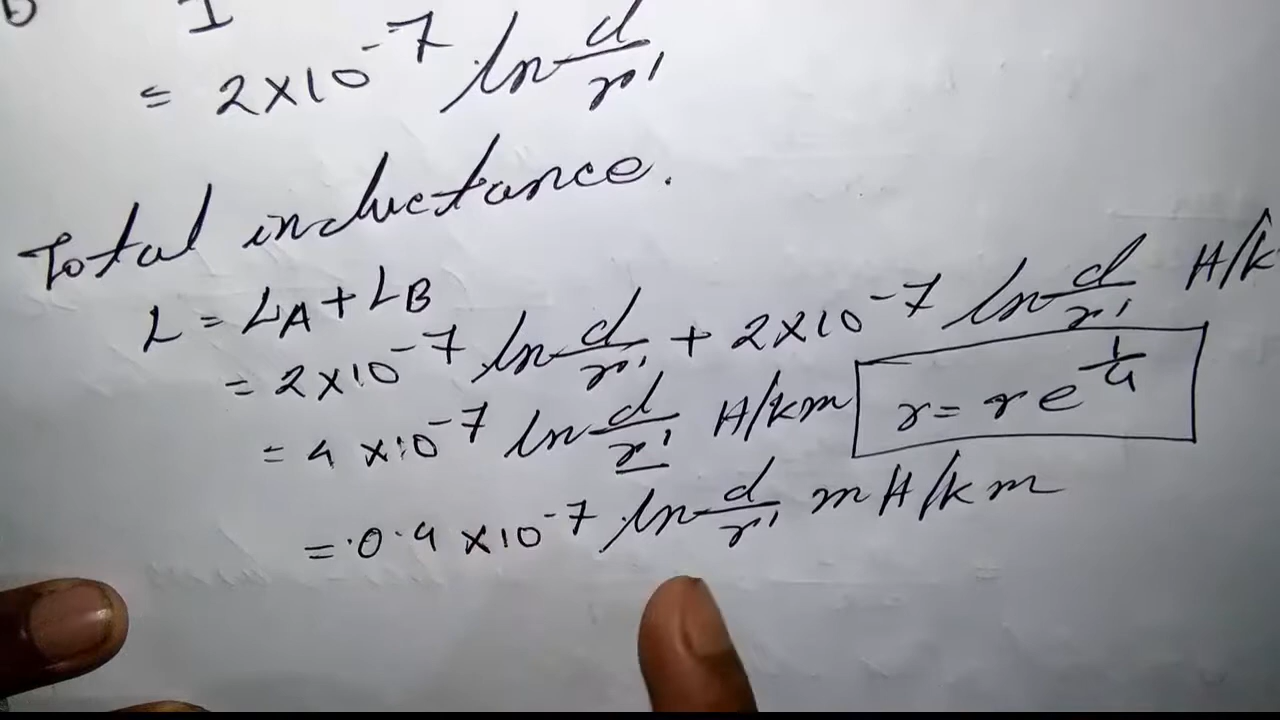 I
= 2×10^-7 ln d/r'
Total inductance.
L = LA + LB
= 2×10^-7 ln d/r' + 2×10^-7 ln d/r' H/k
= 4×10^-7 ln d/r' H/km
r = r e^-1/4
= 0.4×10^-7 ln d/r' mH/km